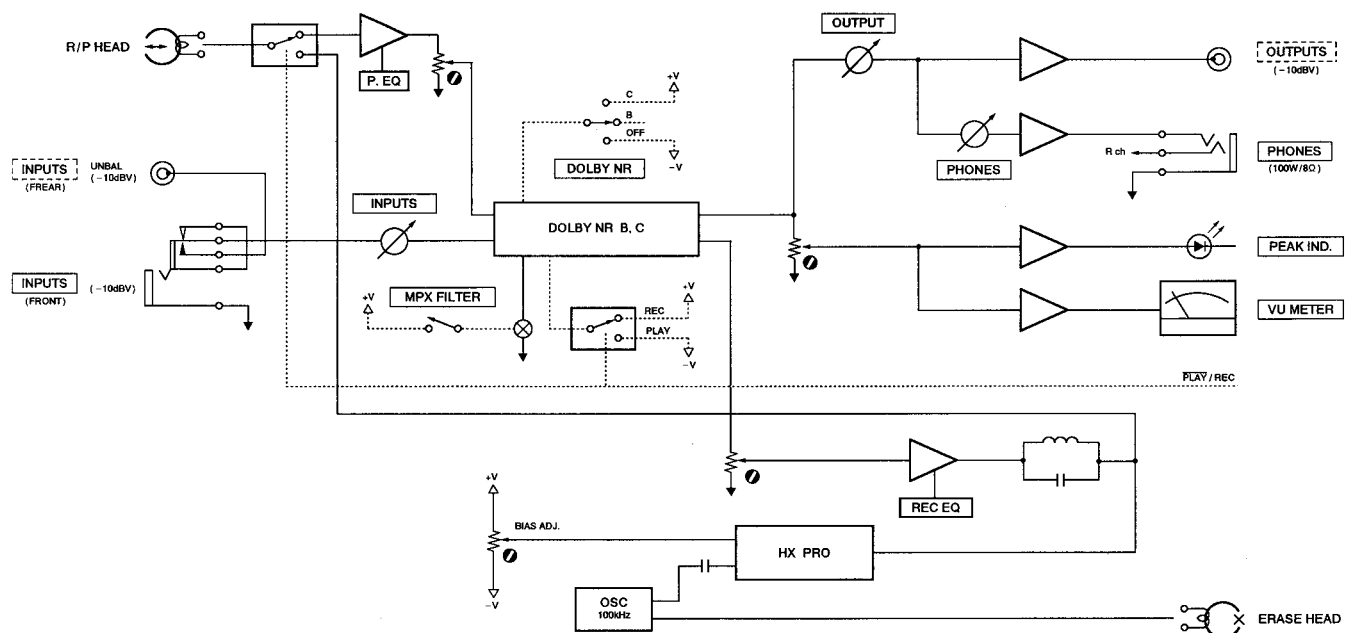 R/P HEAD
P. EQ
OUTPUT
OUTPUTS
(−10dBV)
+V
C
B
OFF
−V
DOLBY NR
PHONES
R ch
PHONES
(100W/8Ω)
INPUTS
(FREAR)
UNBAL
(−10dBV)
INPUTS
DOLBY NR B, C
INPUTS
(FRONT)
(−10dBV)
PEAK IND.
VU METER
+V
MPX FILTER
REC
PLAY
+V
−V
PLAY / REC
REC EQ
+V
BIAS ADJ.
−V
HX PRO
OSC
100kHz
ERASE HEAD